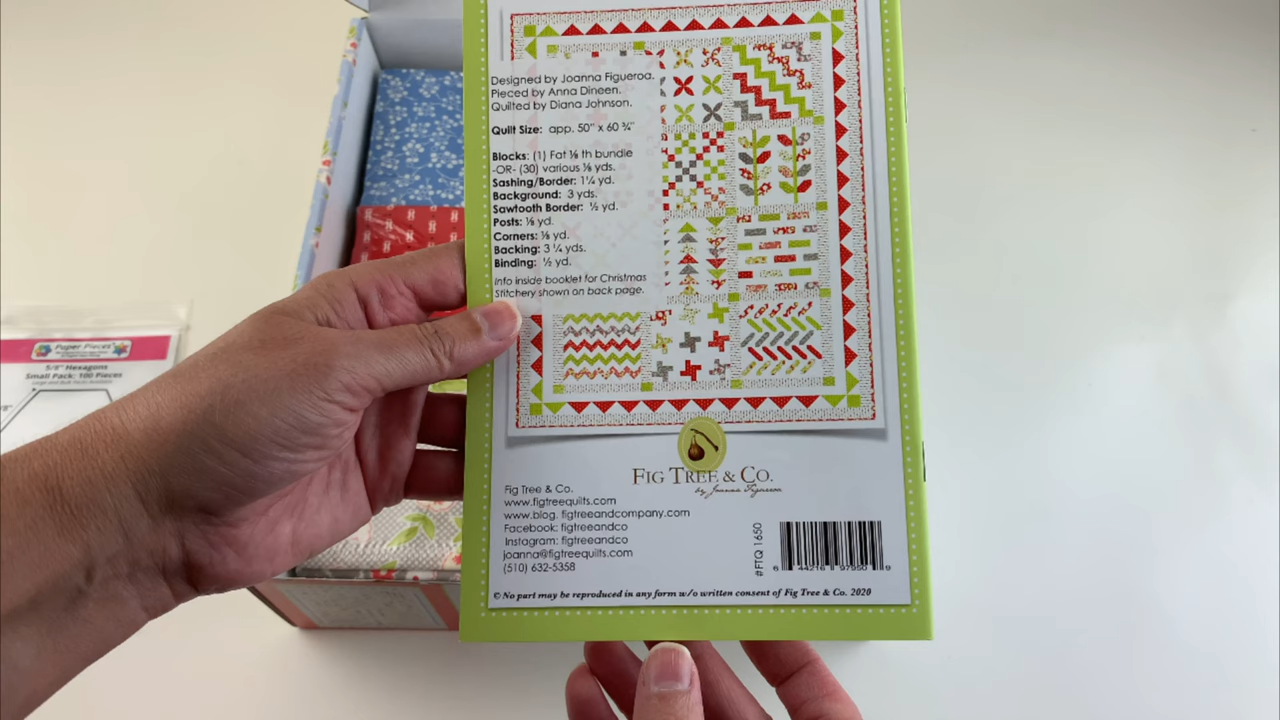 Designed by Joanna Figueroa.
Pieced by Anna Dineen.
Quilted by Diana Johnson.
Quilt Size: app. 50" x 60 ¾"
Blocks: (1) Fat ⅛ th bundle
-OR- (30) various ⅛ yds.
Sashing/Border: 1¼ yd.
Background: 3 yds.
Sawtooth Border: ½ yd.
Posts: ⅛ yd.
Corners: ⅛ yd.
Backing: 3 ¼ yds.
Binding: ½ yd.
Info inside booklet for Christmas
Stitchery shown on back page.
Paper Pieces
5/8" Hexagons
Small Pack: 100 Pieces
FIG TREE & CO.
by Joanna Figueroa
Fig Tree & Co.
www.figtreequilts.com
www.blog. figtreeandcompany.com
Facebook: figtreeandco
Instagram: figtreeandco
joanna@figtreequilts.com
(510) 632-5358
#FTQ 1650
6 44216 97950 9
© No part may be reproduced in any form w/o written consent of Fig Tree & Co. 2020